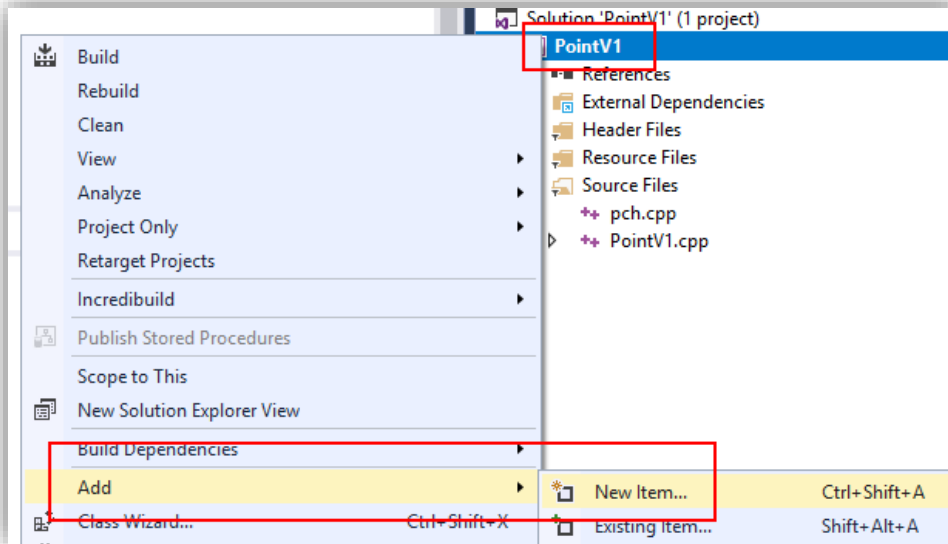 Solution 'PointV1' (1 project)
PointV1
References
External Dependencies
Header Files
Resource Files
Source Files
pch.cpp
PointV1.cpp
Build
Rebuild
Clean
View
Analyze
Project Only
Retarget Projects
Incredibuild
Publish Stored Procedures
Scope to This
New Solution Explorer View
Build Dependencies
Add
Class Wizard... Ctrl+Shift+X
New Item... Ctrl+Shift+A
Existing Item... Shift+Alt+A